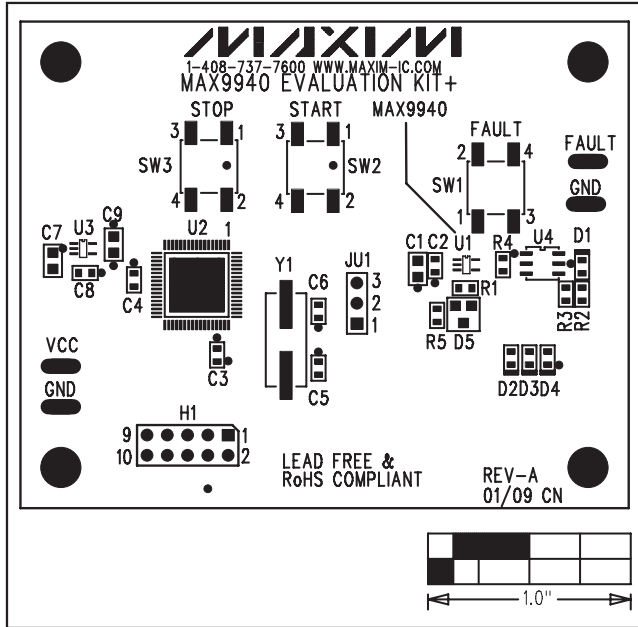 MAXIM
1-408-737-7600 WWW.MAXIM-IC.COM
MAX9940 EVALUATION KIT+
STOP START MAX9940
FAULT
3 1 3 1 2 4
FAULT
SW3 SW2 SW1
GND
4 2 4 2 1 3
C7 U3 C9 U2 1
C1 C2 U1 R4 U4 D1
Y1 C6 JU1
3
2
1
C8 C4
R1
R3 R2
R5 D5
VCC
C3 C5
D2 D3 D4
GND
H1
9 1
10 2
LEAD FREE &
RoHS COMPLIANT
REV-A
01/09 CN
1.0"